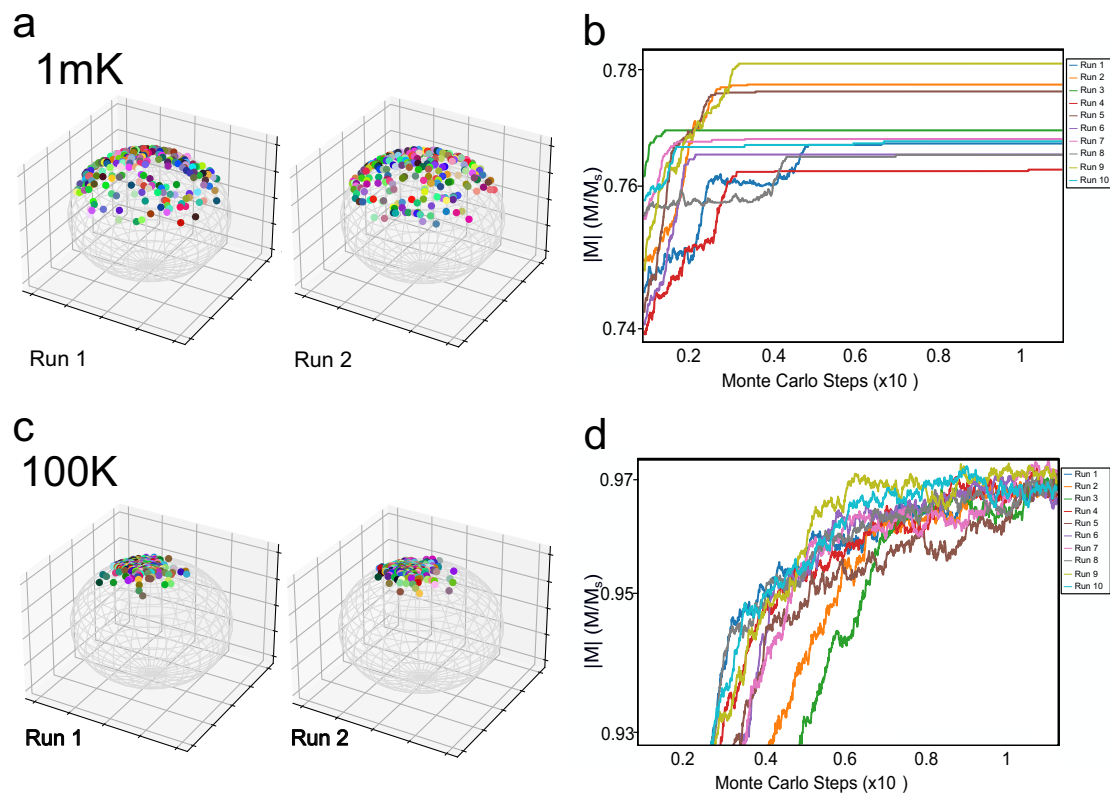 a
1mK
Run 1
Run 2
b
0.78
0.76
0.74
|M| (M/Mₛ)
0.2
0.4
0.6
0.8
1
Monte Carlo Steps (x10 )
Run 1
Run 2
Run 3
Run 4
Run 5
Run 6
Run 7
Run 8
Run 9
Run 10
c
100K
Run 1
Run 2
d
0.97
0.95
0.93
|M| (M/Mₛ)
0.2
0.4
0.6
0.8
1
Monte Carlo Steps (x10 )
Run 1
Run 2
Run 3
Run 4
Run 5
Run 6
Run 7
Run 8
Run 9
Run 10